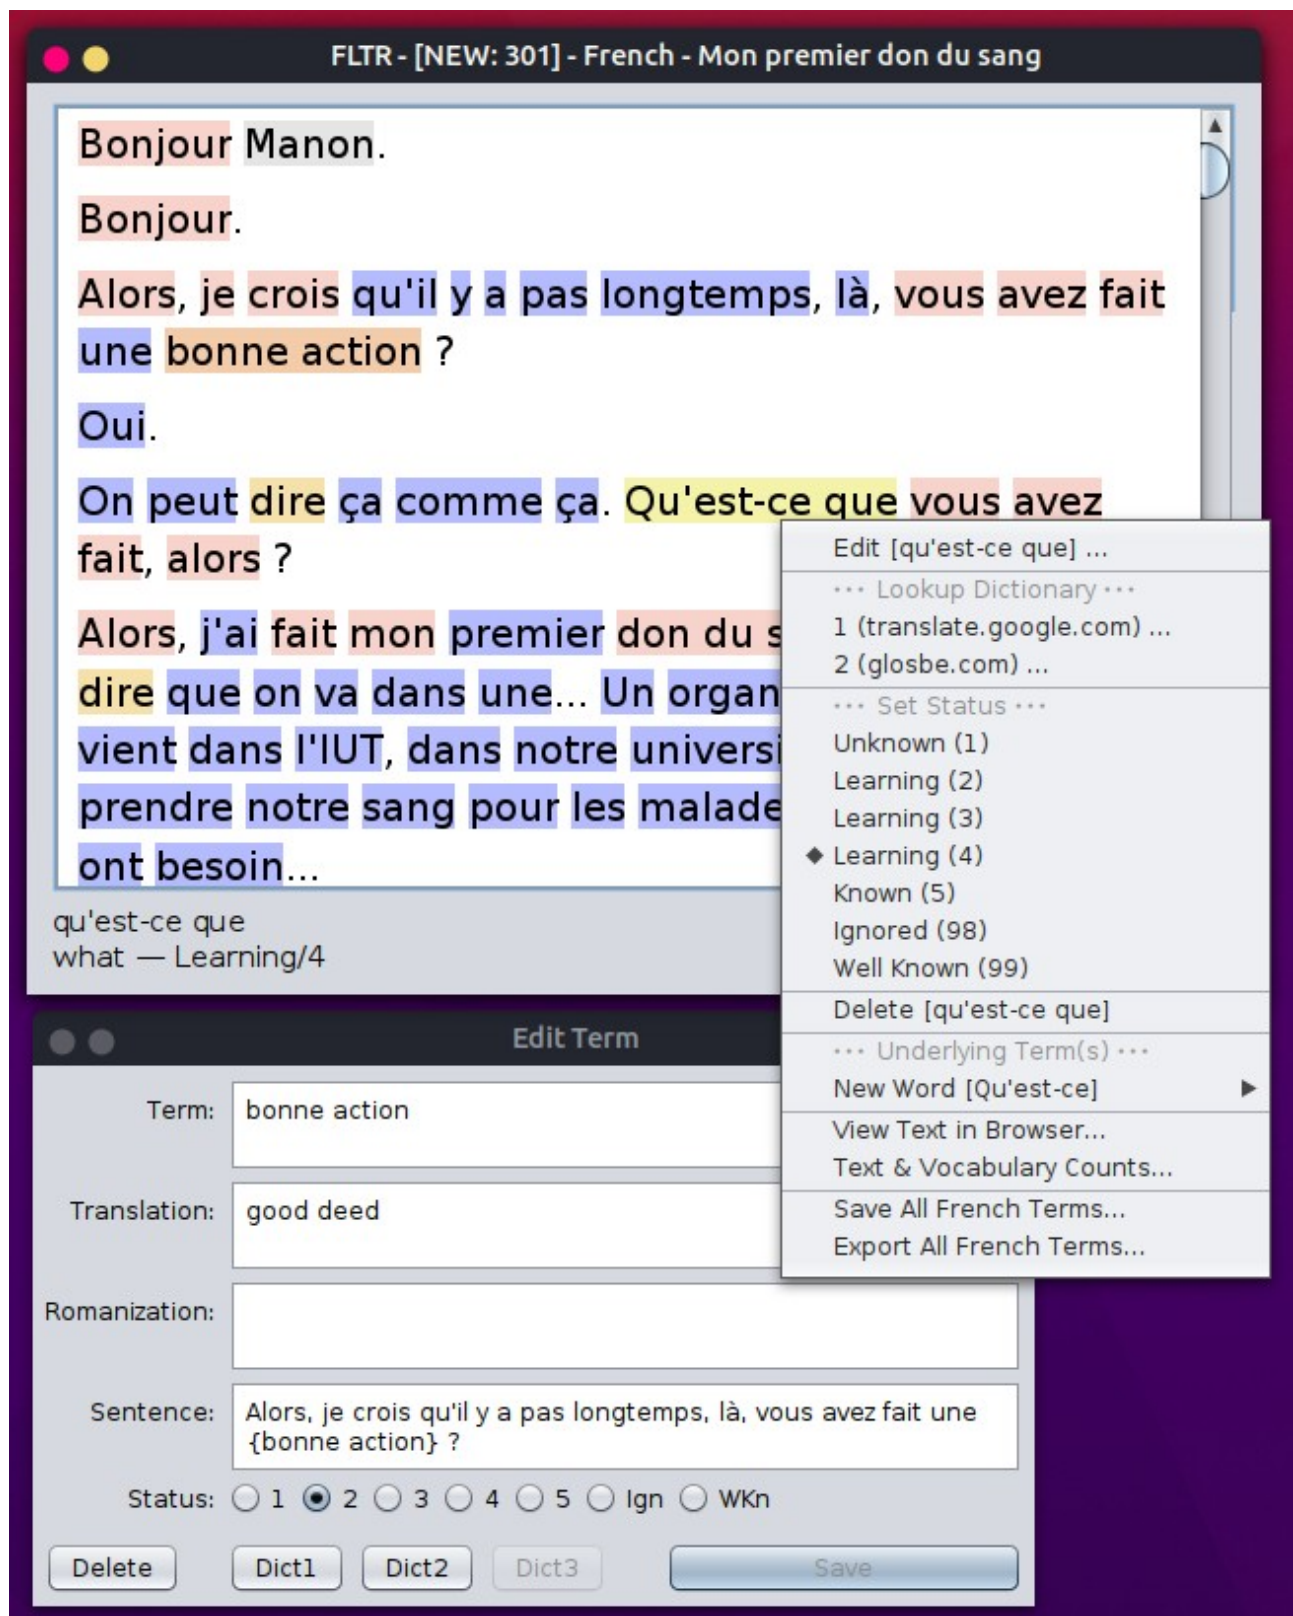 FLTR - [NEW: 301] - French - Mon premier don du sang
Bonjour Manon.
Bonjour.
Alors, je crois qu'il y a pas longtemps, là, vous avez fait
une bonne action ?
Oui.
On peut dire ça comme ça. Qu'est-ce que vous avez
fait, alors ?
Alors, j'ai fait mon premier don du
dire que on va dans une... Un
vient dans l'IUT, dans notre
prendre notre sang pour les
ont besoin...
qu'est-ce que
what — Learning/4
Edit [qu'est-ce que] ...
··· Lookup Dictionary ···
1 (translate.google.com) ...
2 (glosbe.com) ...
··· Set Status ···
Unknown (1)
Learning (2)
Learning (3)
◆ Learning (4)
Known (5)
Ignored (98)
Well Known (99)
Delete [qu'est-ce que]
··· Underlying Term(s) ···
New Word [Qu'est-ce]
View Text in Browser...
Text & Vocabulary Counts...
Save All French Terms...
Export All French Terms...
Edit Term
Term: bonne action
Translation: good deed
Romanization:
Sentence: Alors, je crois qu'il y a pas longtemps, là, vous avez fait une
{bonne action} ?
Status: 1 2 3 4 5 Ign WKn
Delete Dict1 Dict2 Dict3 Save